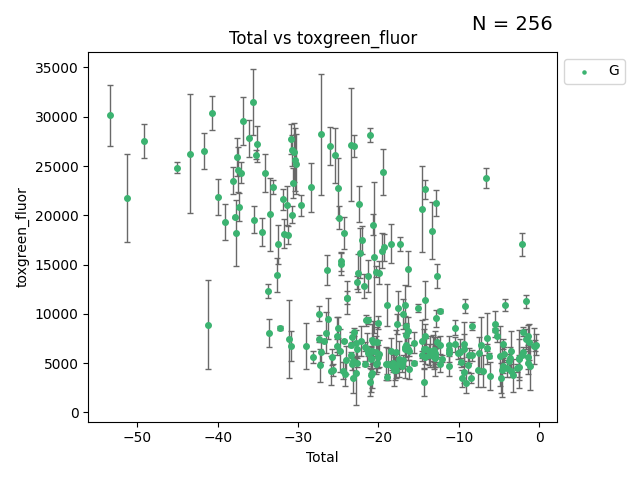 N = 256
Total vs toxgreen_fluor
G
toxgreen_fluor
35000
30000
25000
20000
15000
10000
5000
0
−50 −40 −30 −20 −10 0
Total